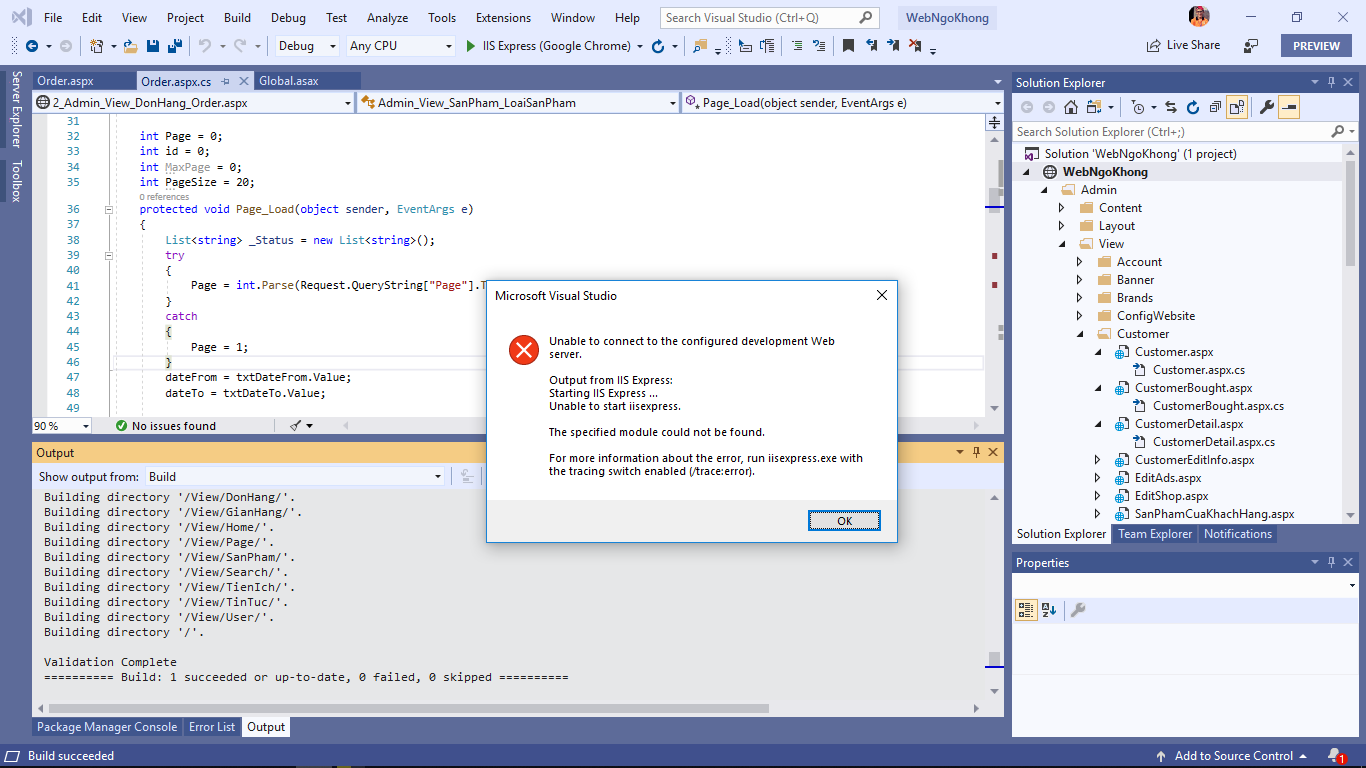 File Edit View Project Build Debug Test Analyze Tools Extensions Window Help Search Visual Studio (Ctrl+Q) WebNgoKhong
Debug Any CPU IIS Express (Google Chrome) Live Share PREVIEW
Server Explorer
Toolbox
Order.aspx Order.aspx.cs Global.asax
2_Admin_View_DonHang_Order.aspx Admin_View_SanPham_LoaiSanPham Page_Load(object sender, EventArgs e)
31
32 int Page = 0;
33 int id = 0;
34 int MaxPage = 0;
35 int PageSize = 20;
0 references
36 protected void Page_Load(object sender, EventArgs e)
37 {
38 List<string> _Status = new List<string>();
39 try
40 {
41 Page = int.Parse(Request.QueryString["Page"].T
42 }
43 catch
44 {
45 Page = 1;
46 }
47 dateFrom = txtDateFrom.Value;
48 dateTo = txtDateTo.Value;
49
90 % No issues found
Microsoft Visual Studio
Unable to connect to the configured development Web
server.
Output from IIS Express:
Starting IIS Express ...
Unable to start iisexpress.
The specified module could not be found.
For more information about the error, run iisexpress.exe with
the tracing switch enabled (/trace:error).
OK
Output
Show output from: Build
Building directory '/View/DonHang/'.
Building directory '/View/GianHang/'.
Building directory '/View/Home/'.
Building directory '/View/Page/'.
Building directory '/View/SanPham/'.
Building directory '/View/Search/'.
Building directory '/View/TienIch/'.
Building directory '/View/TinTuc/'.
Building directory '/View/User/'.
Building directory '/'.
Validation Complete
========== Build: 1 succeeded or up-to-date, 0 failed, 0 skipped ==========
Package Manager Console Error List Output
Solution Explorer
Search Solution Explorer (Ctrl+;)
Solution 'WebNgoKhong' (1 project)
WebNgoKhong
Admin
Content
Layout
View
Account
Banner
Brands
ConfigWebsite
Customer
Customer.aspx
Customer.aspx.cs
CustomerBought.aspx
CustomerBought.aspx.cs
CustomerDetail.aspx
CustomerDetail.aspx.cs
CustomerEditInfo.aspx
EditAds.aspx
EditShop.aspx
SanPhamCuaKhachHang.aspx
Solution Explorer Team Explorer Notifications
Properties
Build succeeded Add to Source Control 1